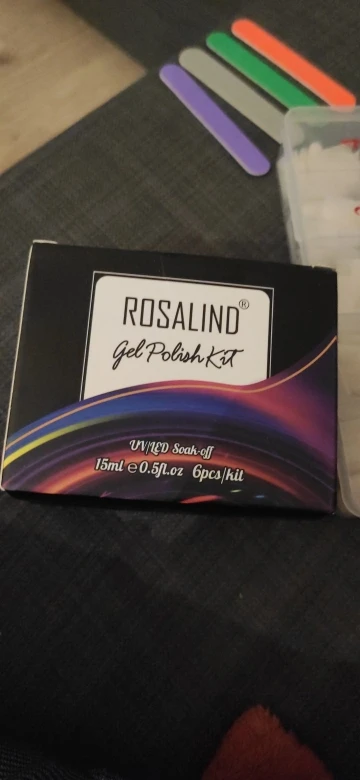 ROSALIND®
Gel Polish Kit
UV/LED Soak-off
15ml ℮ 0.5fl.oz 6pcs/kit